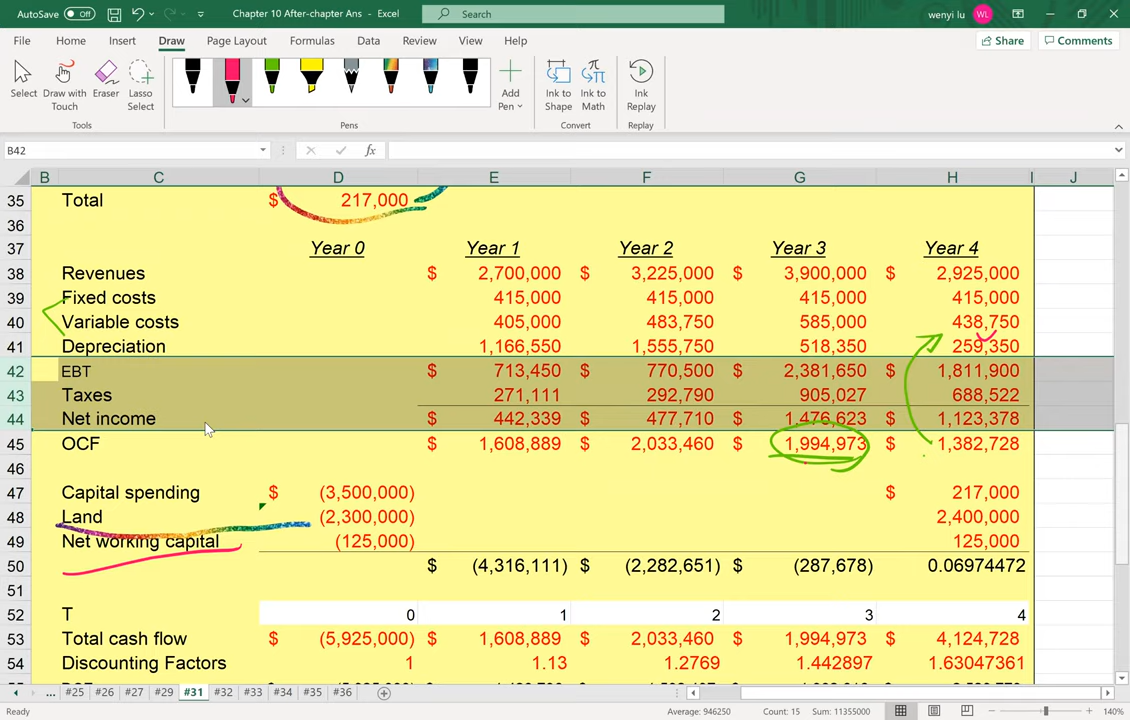 AutoSave Off Chapter 10 After-chapter Ans - Excel Search wenyi lu WL
File Home Insert Draw Page Layout Formulas Data Review View Help Share Comments
Select Draw with Touch Eraser Lasso Select Add Pen Ink to Shape Ink to Math Ink Replay
Tools Pens Convert Replay
B42 fx
B C D E F G H I J
35 Total $ 217,000
36
37 Year 0 Year 1 Year 2 Year 3 Year 4
38 Revenues $ 2,700,000 $ 3,225,000 $ 3,900,000 $ 2,925,000
39 Fixed costs 415,000 415,000 415,000 415,000
40 Variable costs 405,000 483,750 585,000 438,750
41 Depreciation 1,166,550 1,555,750 518,350 259,350
42 EBT $ 713,450 $ 770,500 $ 2,381,650 $ 1,811,900
43 Taxes 271,111 292,790 905,027 688,522
44 Net income $ 442,339 $ 477,710 $ 1,476,623 $ 1,123,378
45 OCF $ 1,608,889 $ 2,033,460 $ 1,994,973 $ 1,382,728
46
47 Capital spending $ (3,500,000) $ 217,000
48 Land (2,300,000) 2,400,000
49 Net working capital (125,000) 125,000
50 $ (4,316,111) $ (2,282,651) $ (287,678) 0.06974472
51
52 T 0 1 2 3 4
53 Total cash flow $ (5,925,000) $ 1,608,889 $ 2,033,460 $ 1,994,973 $ 4,124,728
54 Discounting Factors 1 1.13 1.2769 1.442897 1.63047361
... #25 #26 #27 #29 #31 #32 #33 #34 #35 #36
Ready Average: 946250 Count: 15 Sum: 11355000 140%